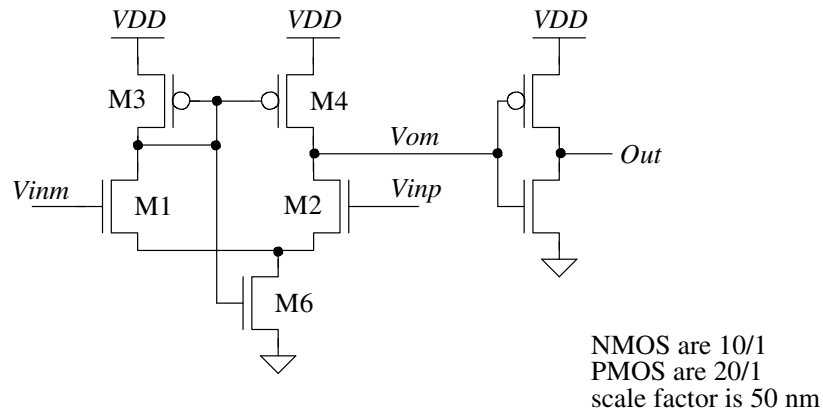 VDD VDD VDD
M3 M4
Vom Out
Vinm M1 M2 Vinp
M6
NMOS are 10/1
PMOS are 20/1
scale factor is 50 nm